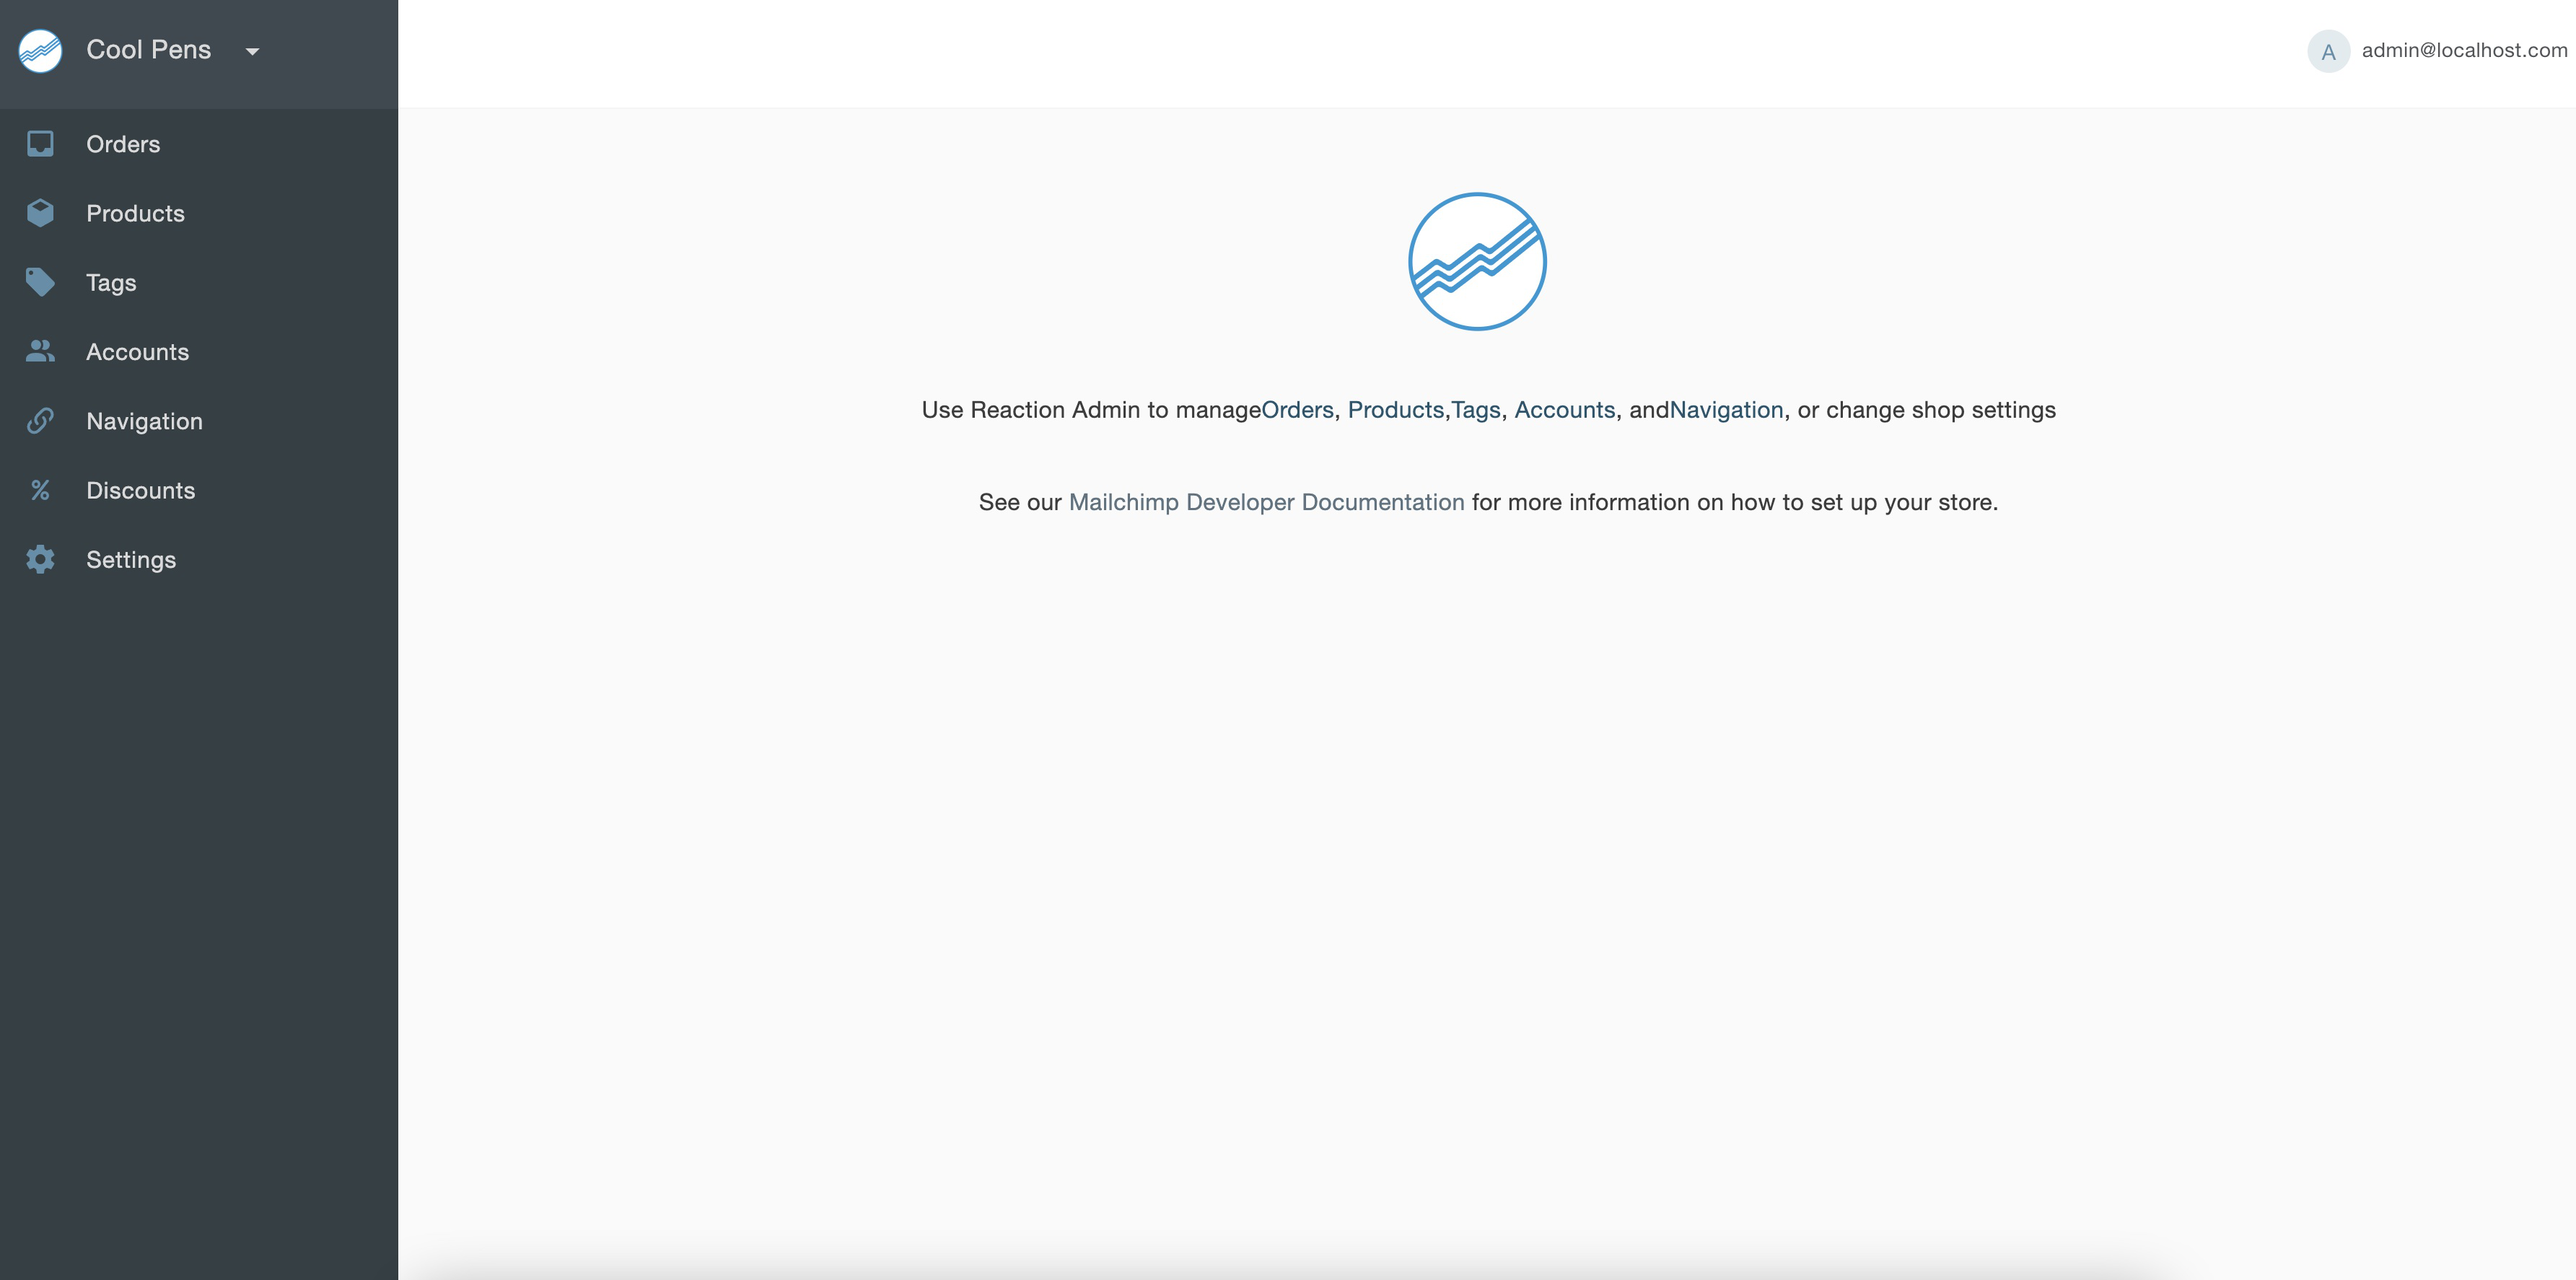 Cool Pens
A admin@localhost.com
Orders
Products
Tags
Accounts
Navigation
Discounts
Settings
Use Reaction Admin to manageOrders, Products,Tags, Accounts, andNavigation, or change shop settings
See our Mailchimp Developer Documentation for more information on how to set up your store.